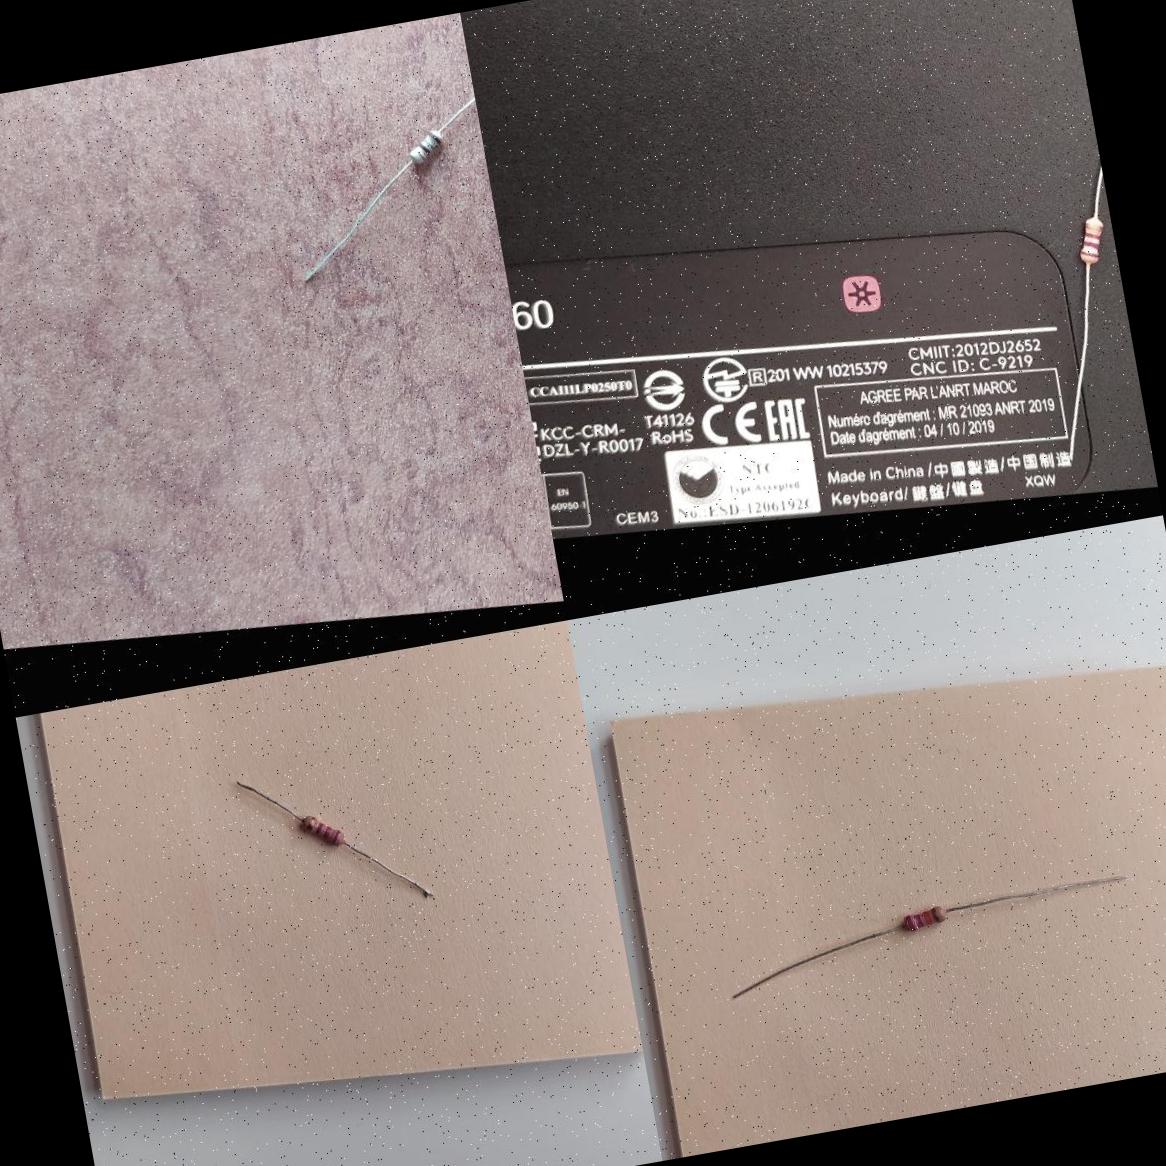 60
CMIIT:2012DJ2652
CNC ID: C-9219
CCAI11LP0250T0
R 201 WW 10215379
AGREE PAR L'ANRT MAROC
Numéro d'agrément : MR 21093 ANRT 2019
Date d'agrément : 04 / 10 / 2019
T41126
RoHS
CE EAC
KCC-CRM-
DZL-Y-R0017
NTC
Type Accepted
No.:ESD-1206192C
EN
60950-1
CEM3
Made in China /中國製造/中国制造
Keyboard/鍵盤/键盘
XQW